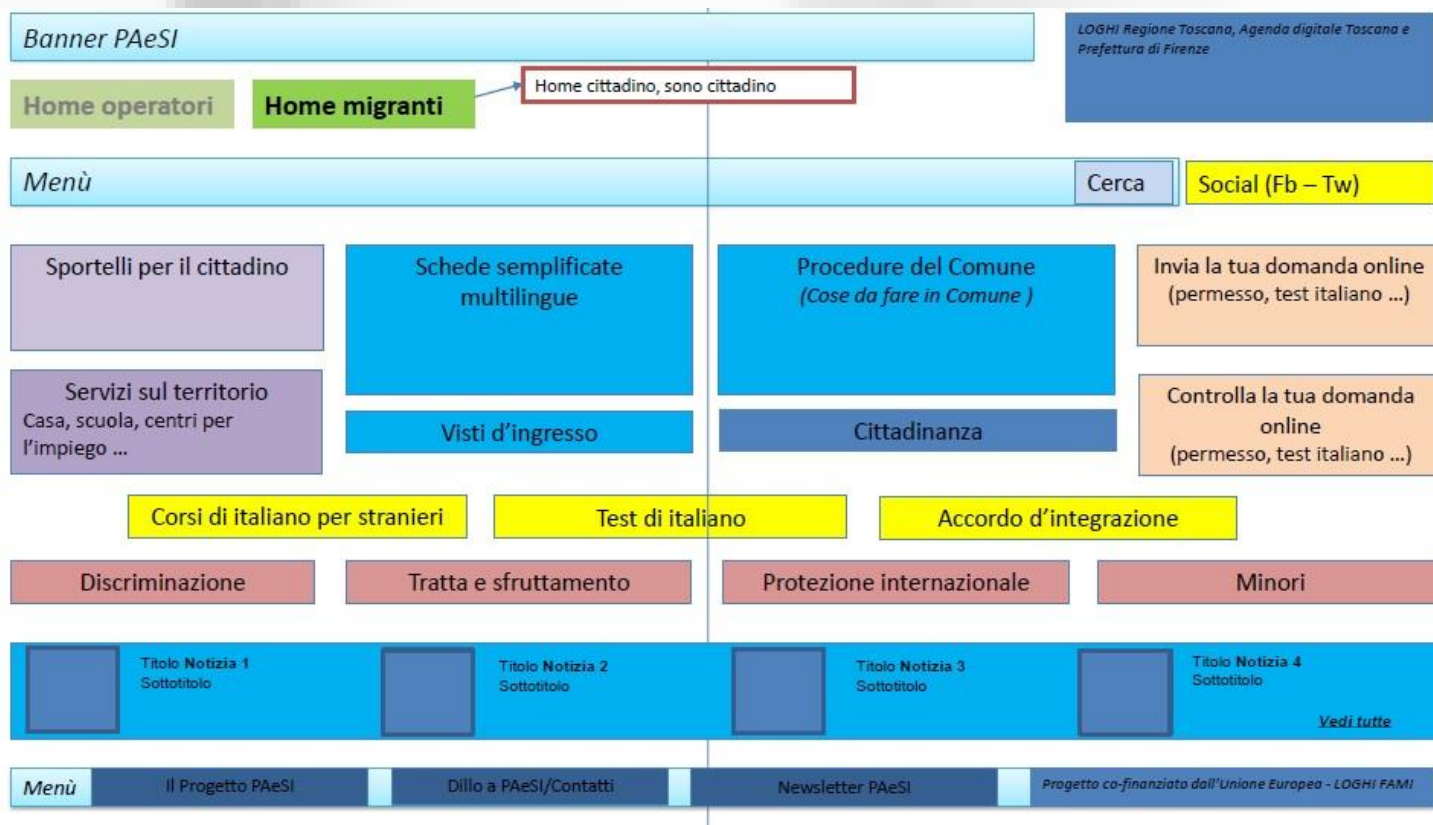 Banner PAeSI
LOGHI Regione Toscana, Agenda digitale Toscana e
Prefettura di Firenze
Home operatori
Home migranti
Home cittadino, sono cittadino
Menù
Cerca
Social (Fb – Tw)
Sportelli per il cittadino
Schede semplificate
multilingue
Procedure del Comune
(Cose da fare in Comune )
Invia la tua domanda online
(permesso, test italiano ...)
Servizi sul territorio
Casa, scuola, centri per
l'impiego ...
Visti d'ingresso
Cittadinanza
Controlla la tua domanda
online
(permesso, test italiano ...)
Corsi di italiano per stranieri
Test di italiano
Accordo d'integrazione
Discriminazione
Tratta e sfruttamento
Protezione internazionale
Minori
Titolo Notizia 1
Sottotitolo
Titolo Notizia 2
Sottotitolo
Titolo Notizia 3
Sottotitolo
Titolo Notizia 4
Sottotitolo
Vedi tutte
Menù
Il Progetto PAeSI
Dillo a PAeSI/Contatti
Newsletter PAeSI
Progetto co-finanziato dall'Unione Europea - LOGHI FAMI